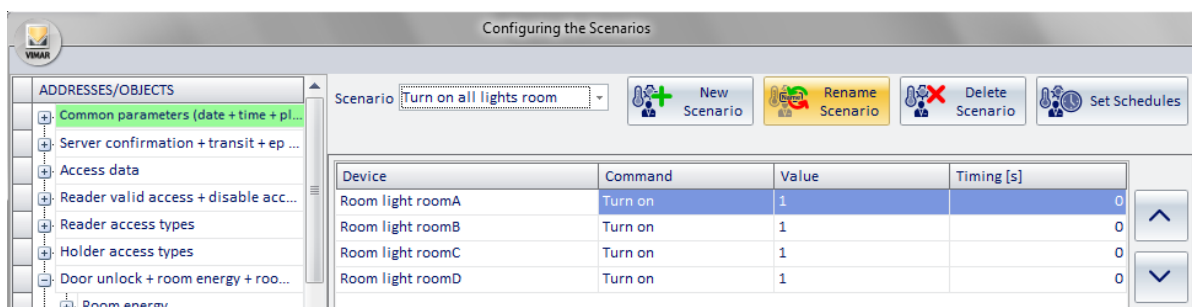 Configuring the Scenarios
VIMAR
ADDRESSES/OBJECTS
Common parameters (date + time + pl...
Server confirmation + transit + ep ...
Access data
Reader valid access + disable acc...
Reader access types
Holder access types
Door unlock + room energy + roo...
Room energy
Scenario Turn on all lights room
New Scenario
Rename Scenario
Delete Scenario
Set Schedules
Device Command Value Timing [s]
Room light roomA Turn on 1 0
Room light roomB Turn on 1 0
Room light roomC Turn on 1 0
Room light roomD Turn on 1 0